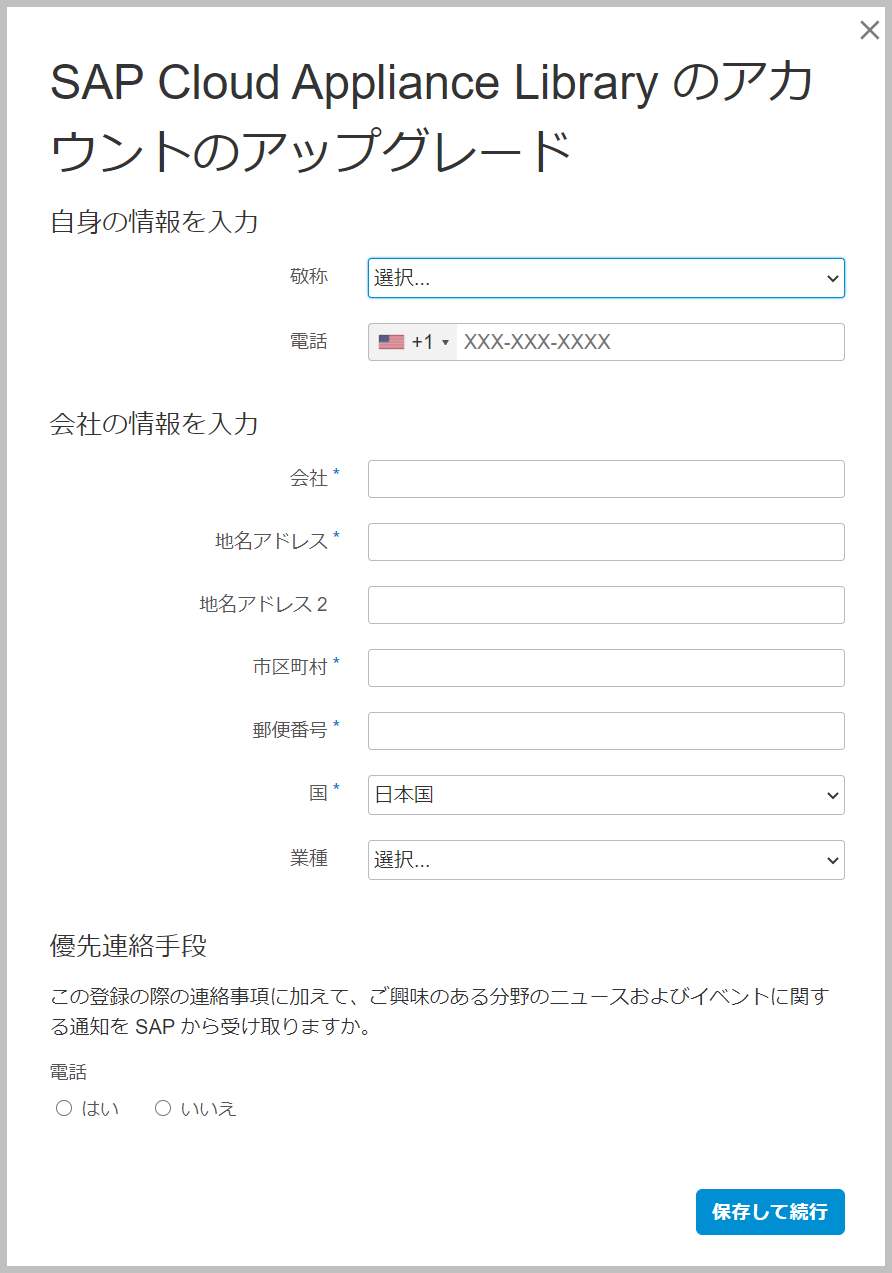 SAP Cloud Appliance Library のアカ
ウントのアップグレード
自身の情報を入力
敬称 選択...
電話 +1 XXX-XXX-XXXX
会社の情報を入力
会社 *
地名アドレス *
地名アドレス 2
市区町村 *
郵便番号 *
国 * 日本国
業種 選択...
優先連絡手段
この登録の際の連絡事項に加えて、ご興味のある分野のニュースおよびイベントに関す
る通知を SAP から受け取りますか。
電話
はい いいえ
保存して続行